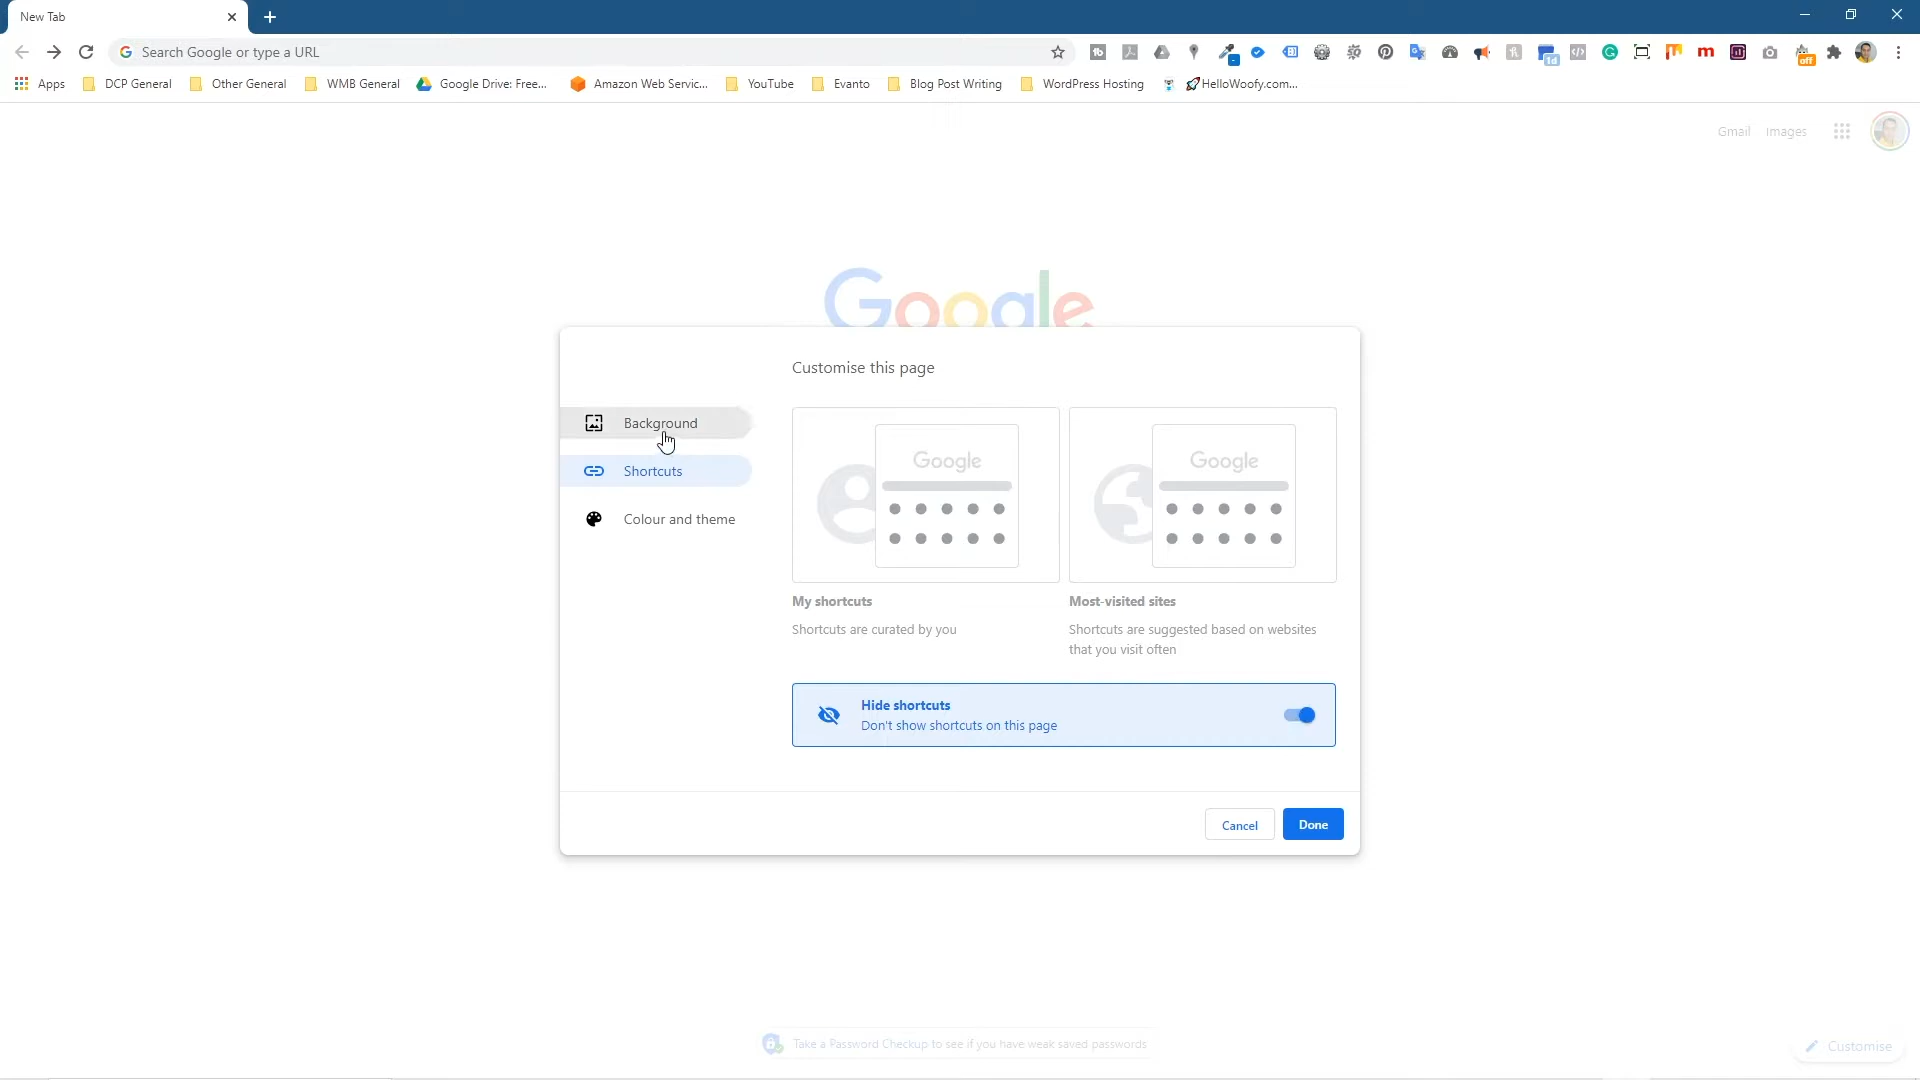 New Tab
Search Google or type a URL
Apps
DCP General
Other General
WMB General
Google Drive: Free...
Amazon Web Servic...
YouTube
Evanto
Blog Post Writing
WordPress Hosting
HelloWoofy.com...
1d
off
Gmail
Images
Google
Customise this page
Background
Shortcuts
Colour and theme
Google
Google
My shortcuts
Shortcuts are curated by you
Most-visited sites
Shortcuts are suggested based on websites
that you visit often
Hide shortcuts
Don't show shortcuts on this page
Cancel
Done
Take a Password Checkup to see if you have weak saved passwords
Customise